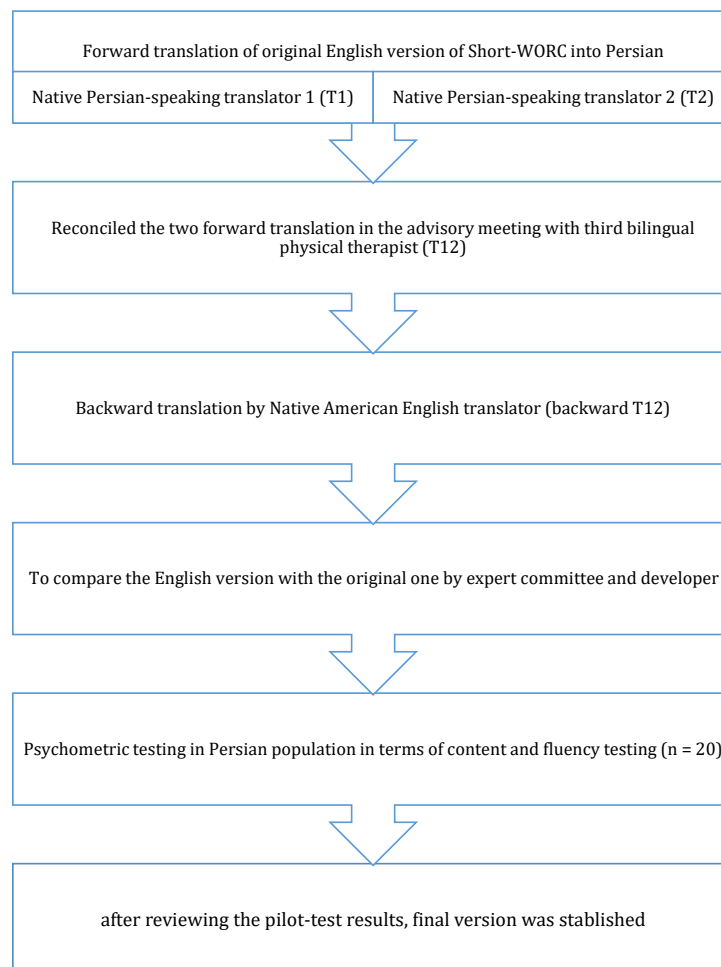 Forward translation of original English version of Short-WORC into Persian
Native Persian-speaking translator 1 (T1)
Native Persian-speaking translator 2 (T2)
Reconciled the two forward translation in the advisory meeting with third bilingual
physical therapist (T12)
Backward translation by Native American English translator (backward T12)
To compare the English version with the original one by expert committee and developer
Psychometric testing in Persian population in terms of content and fluency testing (n = 20)
after reviewing the pilot-test results, final version was stablished